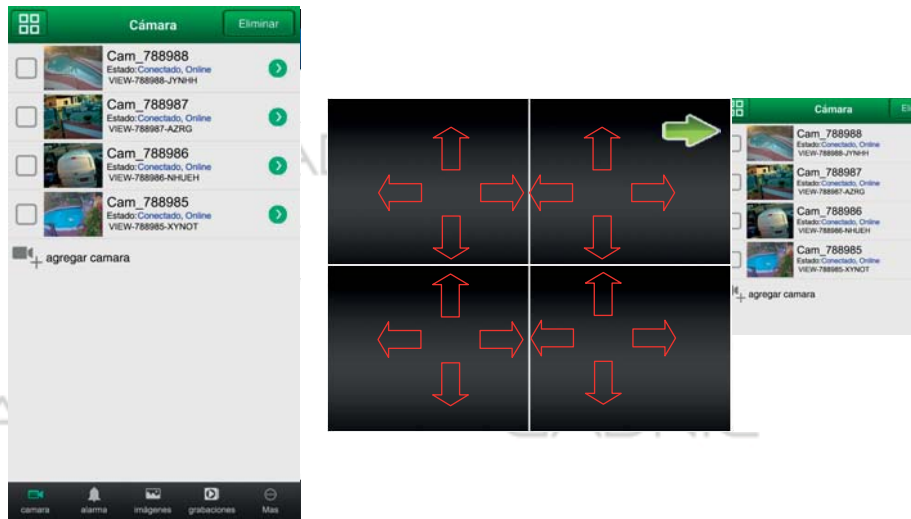 Cámara
Eliminar
Cam_788988
Estado:Conectado, Online
VIEW-788988-JYNHH
Cam_788987
Estado:Conectado, Online
VIEW-788987-AZRG
Cam_788986
Estado:Conectado, Online
VIEW-788986-NHUEH
Cam_788985
Estado:Conectado, Online
VIEW-788985-XYNOT
agregar camara
camara
alarma
imágenes
grabaciones
Mas
Cámara
Eli
Cam_788988
Estado:Conectado, Online
VIEW-788988-JYNHH
Cam_788987
Estado:Conectado, Online
VIEW-788987-AZRG
Cam_788986
Estado:Conectado, Online
VIEW-788986-NHUEH
Cam_788985
Estado:Conectado, Online
VIEW-788985-XYNOT
agregar camara